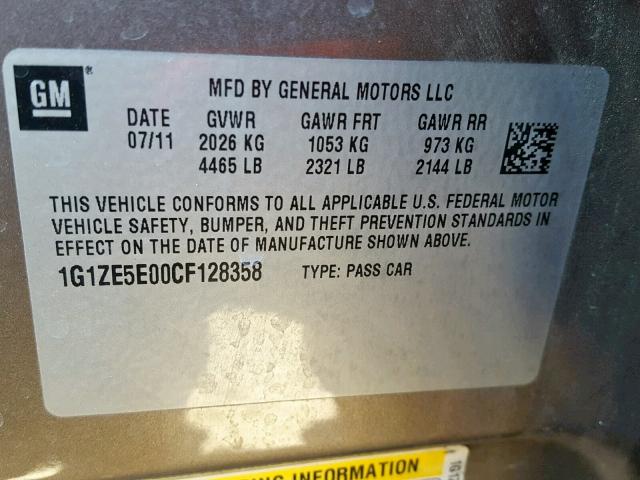 GM ®
MFD BY GENERAL MOTORS LLC
DATE GVWR GAWR FRT GAWR RR
07/11 2026 KG 1053 KG 973 KG
4465 LB 2321 LB 2144 LB
THIS VEHICLE CONFORMS TO ALL APPLICABLE U.S. FEDERAL MOTOR
VEHICLE SAFETY, BUMPER, AND THEFT PREVENTION STANDARDS IN
EFFECT ON THE DATE OF MANUFACTURE SHOWN ABOVE.
1G1ZE5E00CF128358 TYPE: PASS CAR
INFORMATION